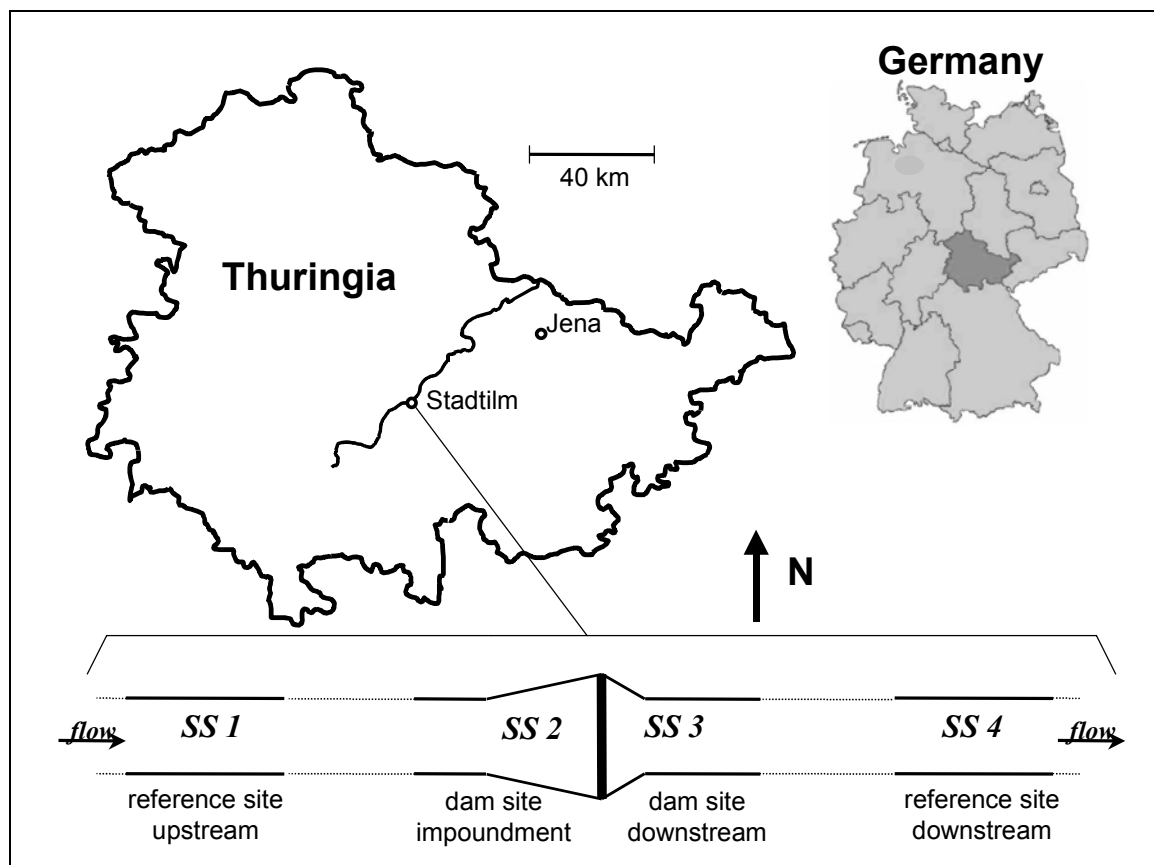 Germany
40 km
Thuringia
Jena
Stadtilm
N
flow
SS 1
SS 2
SS 3
SS 4
flow
reference site
upstream
dam site
impoundment
dam site
downstream
reference site
downstream